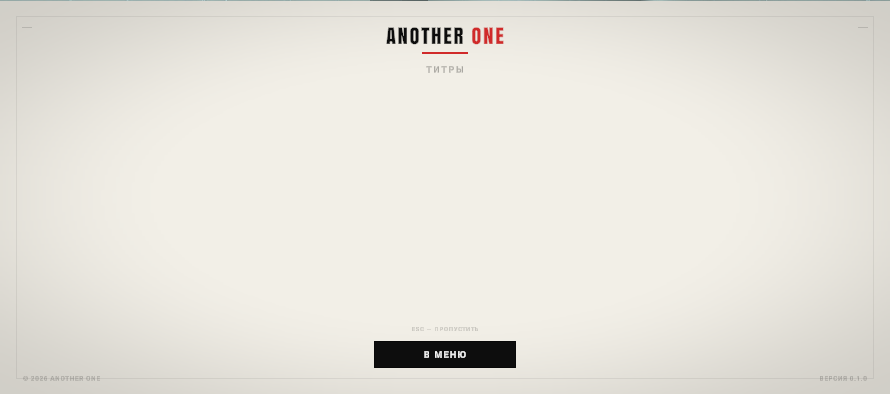 ANOTHER ONE
ТИТРЫ
ESC — ПРОПУСТИТЬ
В МЕНЮ
© 2026 ANOTHER ONE
ВЕРСИЯ 0.1.0